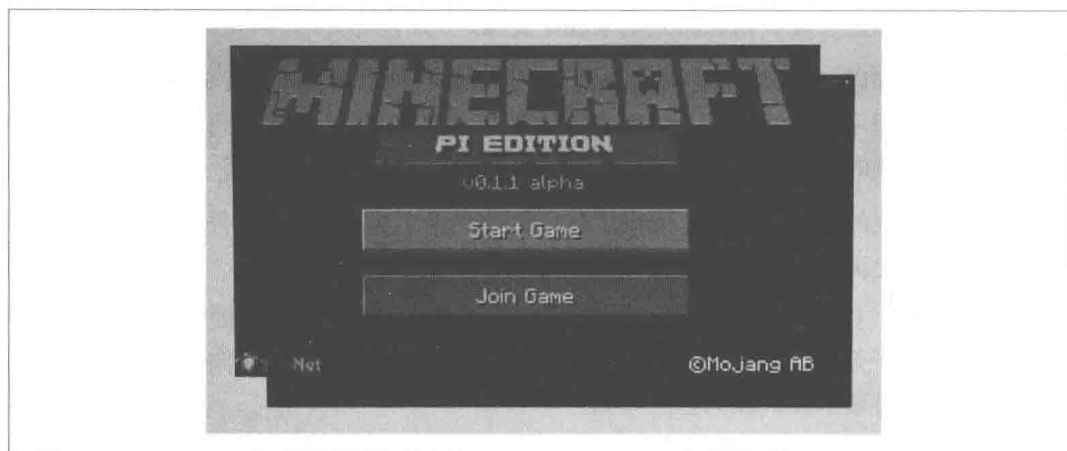 MINECRAFT
PI EDITION
v0.1.1 alpha
Start Game
Join Game
Net
©Mojang AB